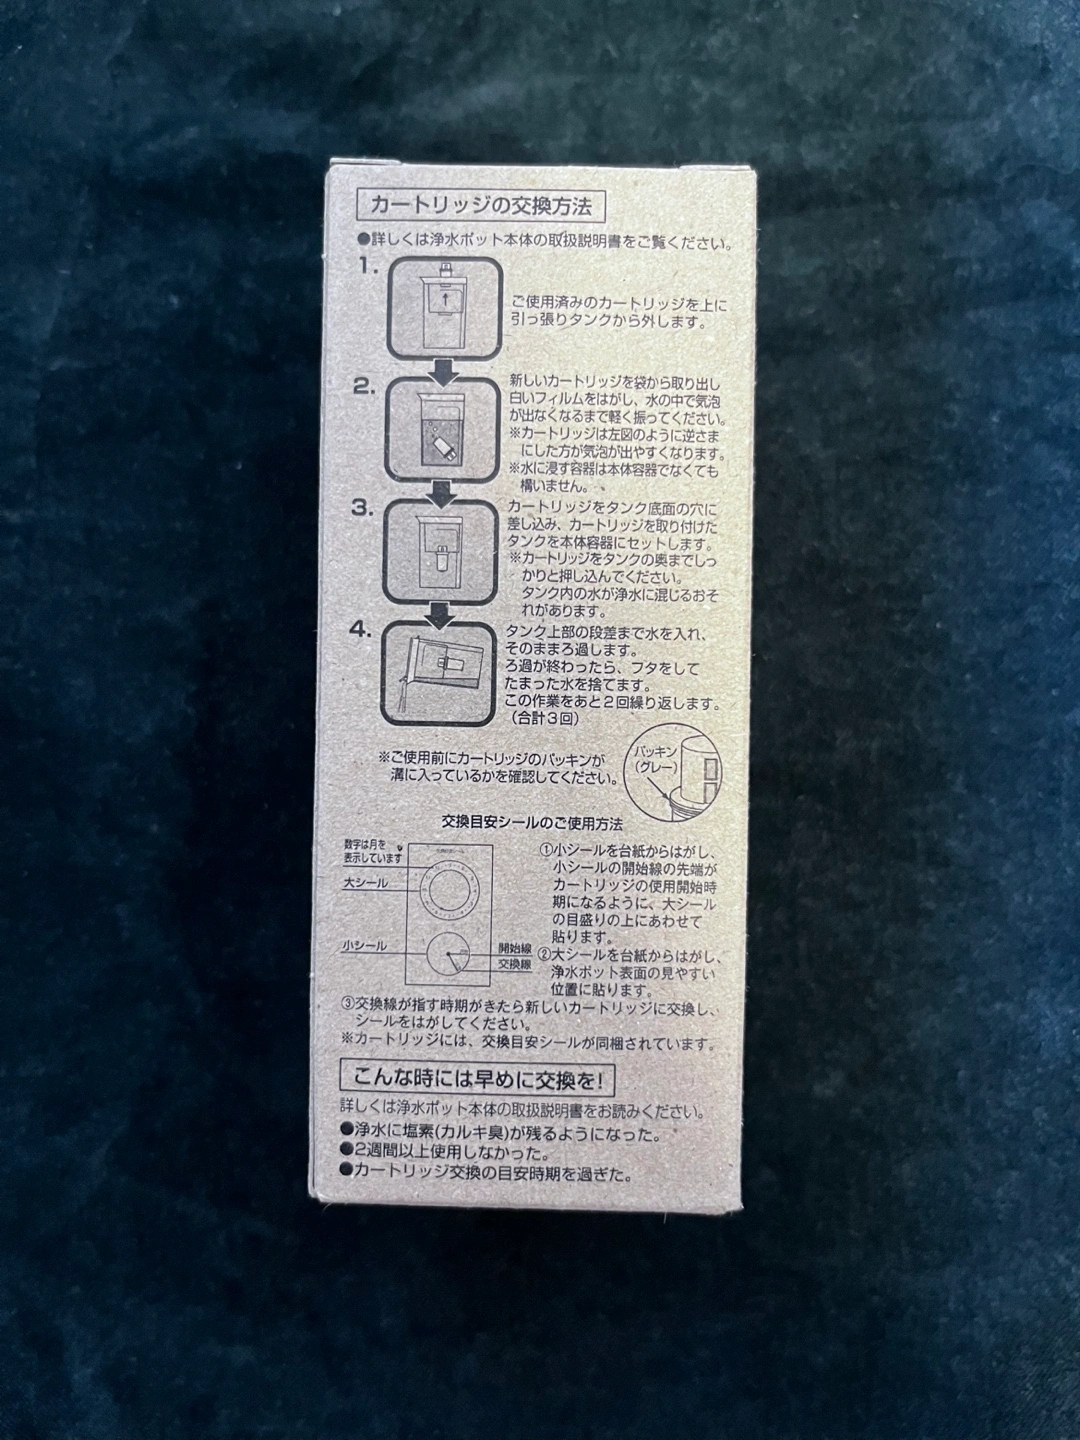 カートリッジの交換方法
●詳しくは浄水ポット本体の取扱説明書をご覧ください。
1.
ご使用済みのカートリッジを上に
引っ張りタンクから外します。
2.
新しいカートリッジを袋から取り出し
白いフィルムをはがし、水の中で気泡
が出なくなるまで軽く振ってください。
※カートリッジは左図のように逆さま
にした方が気泡が出やすくなります。
※水に浸す容器は本体容器でなくても
構いません。
3.
カートリッジをタンク底面の穴に
差し込み、カートリッジを取り付けた
タンクを本体容器にセットします。
※カートリッジをタンクの奥までしっ
かりと押し込んでください。
タンク内の水が浄水に混じるおそ
れがあります。
4.
タンク上部の段差まで水を入れ、
そのままろ過します。
ろ過が終わったら、フタをして
たまった水を捨てます。
この作業をあと2回繰り返します。
(合計3回)
※ご使用前にカートリッジのパッキンが
溝に入っているかを確認してください。
パッキン
(グレー)
交換目安シールのご使用方法
数字は月を
表示しています
大シール
小シール
開始線
交換線
①小シールを台紙からはがし、
小シールの開始線の先端が
カートリッジの使用開始時
期になるように、大シール
の目盛りの上にあわせて
貼ります。
②大シールを台紙からはがし、
浄水ポット表面の見やすい
位置に貼ります。
③交換線が指す時期がきたら新しいカートリッジに交換し、
シールをはがしてください。
※カートリッジには、交換目安シールが同梱されています。
こんな時には早めに交換を!
詳しくは浄水ポット本体の取扱説明書をお読みください。
●浄水に塩素(カルキ臭)が残るようになった。
●2週間以上使用しなかった。
●カートリッジ交換の目安時期を過ぎた。